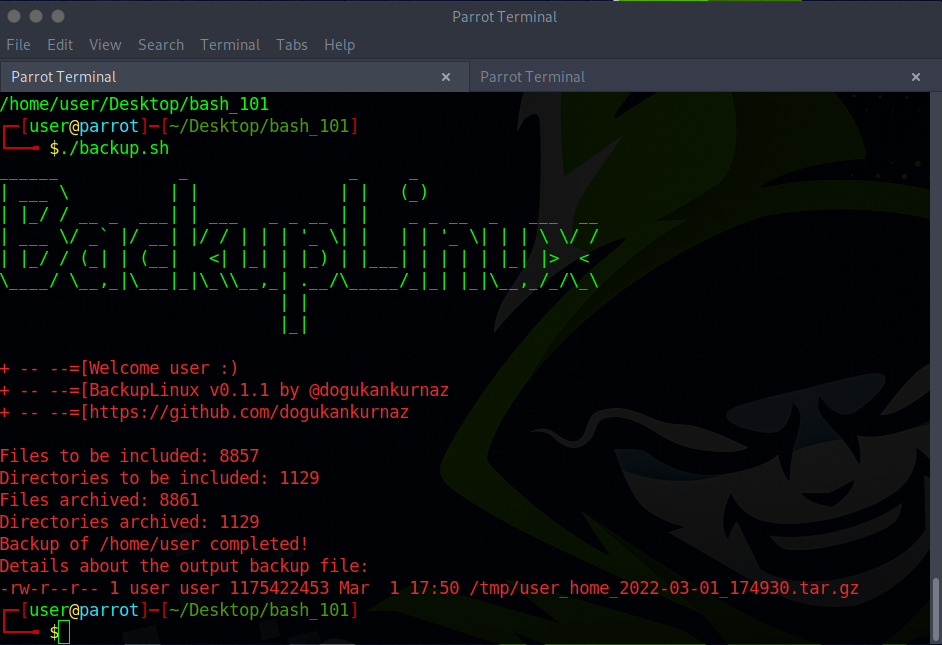 Parrot Terminal
File Edit View Search Terminal Tabs Help
Parrot Terminal × Parrot Terminal ×
/home/user/Desktop/bash_101
┌─[user@parrot]─[~/Desktop/bash_101]
└──╼ $./backup.sh
BackupLinux
+ -- --=[Welcome user :)
+ -- --=[BackupLinux v0.1.1 by @dogukankurnaz
+ -- --=[https://github.com/dogukankurnaz
Files to be included: 8857
Directories to be included: 1129
Files archived: 8861
Directories archived: 1129
Backup of /home/user completed!
Details about the output backup file:
-rw-r--r-- 1 user user 1175422453 Mar  1 17:50 /tmp/user_home_2022-03-01_174930.tar.gz
┌─[user@parrot]─[~/Desktop/bash_101]
└──╼ $